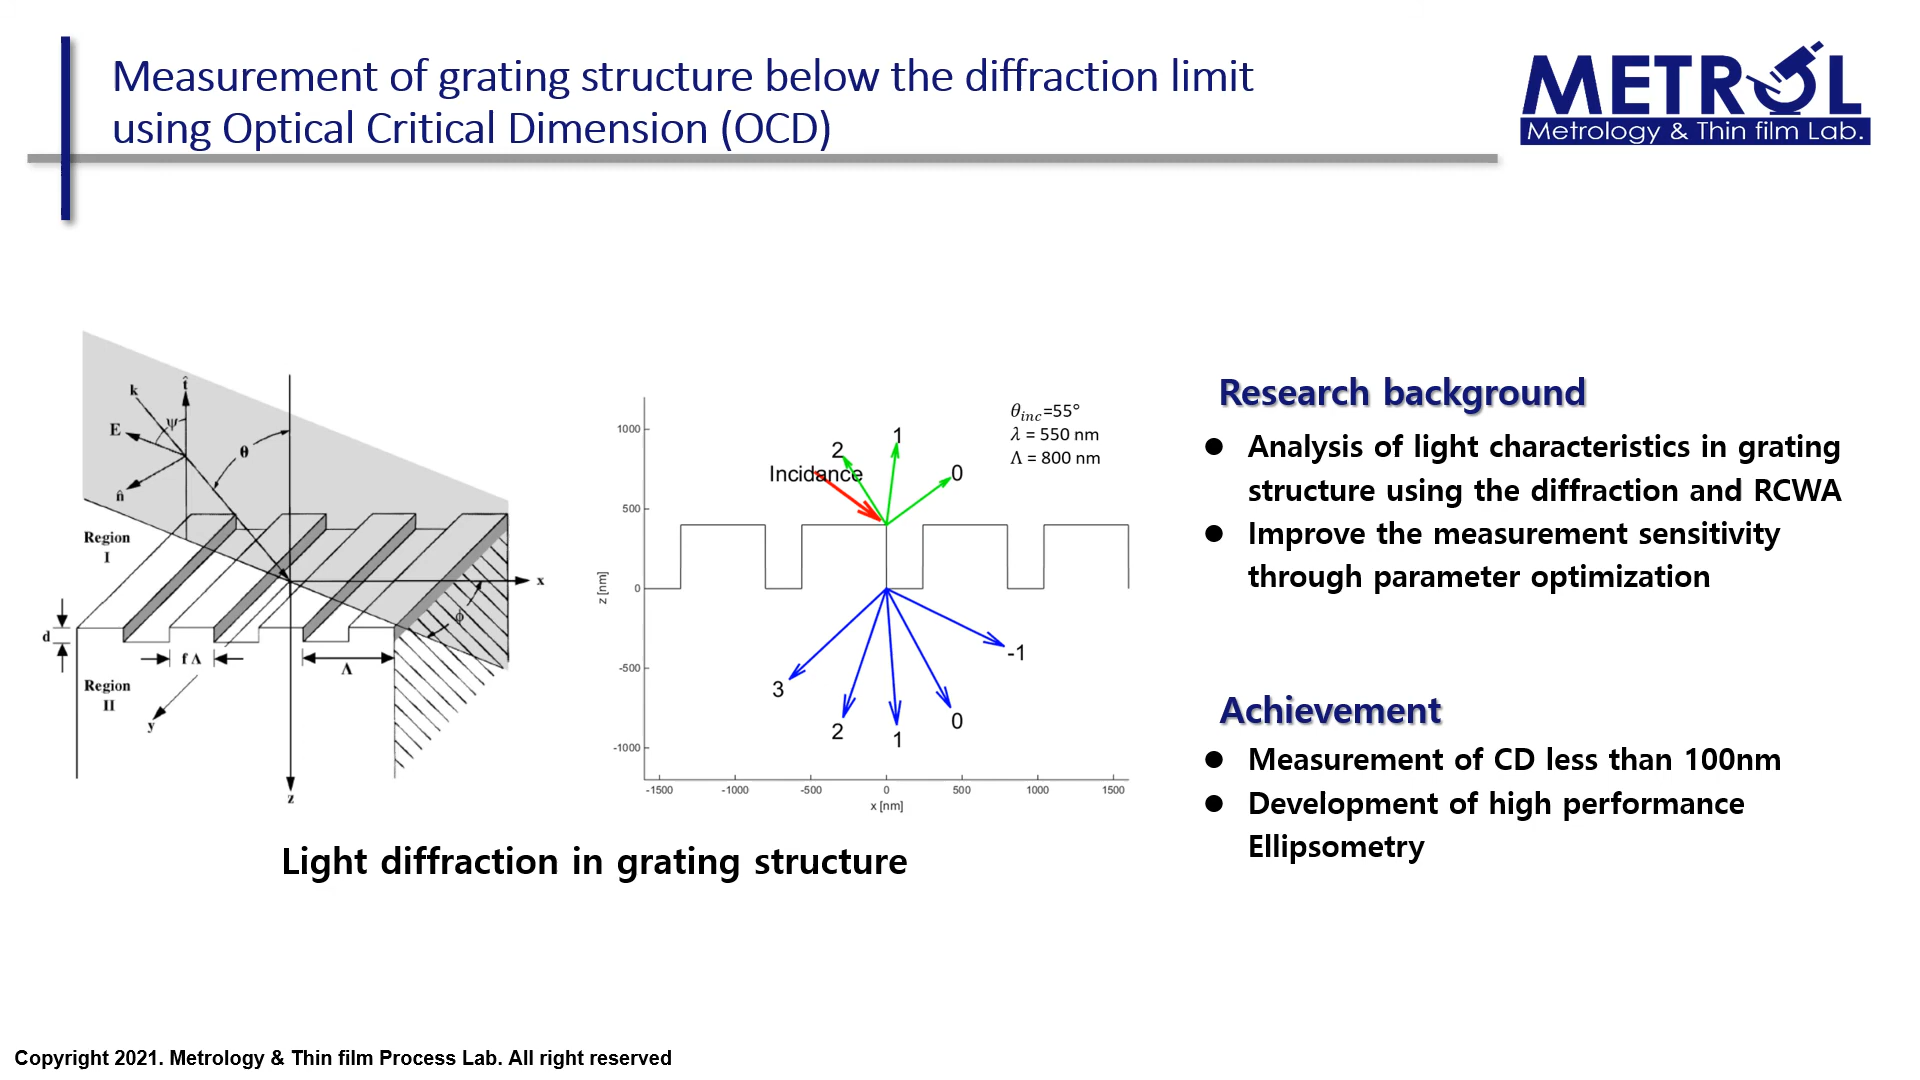 Measurement of grating structure below the diffraction limit
using Optical Critical Dimension (OCD)
METROL
Metrology & Thin film Lab.
k
t̂
ψ
E
θ
n̂
Region
I
x
ϕ
d
f Λ
Λ
Region
II
y
z
θinc=55°
λ = 550 nm
Λ = 800 nm
1000
500
0
-500
-1000
z [nm]
2
1
Incidance
0
-1
3
2
1
0
-1500
-1000
-500
0
500
1000
1500
x [nm]
Light diffraction in grating structure
Research background
● Analysis of light characteristics in grating
structure using the diffraction and RCWA
● Improve the measurement sensitivity
through parameter optimization
Achievement
● Measurement of CD less than 100nm
● Development of high performance
Ellipsometry
Copyright 2021. Metrology & Thin film Process Lab. All right reserved